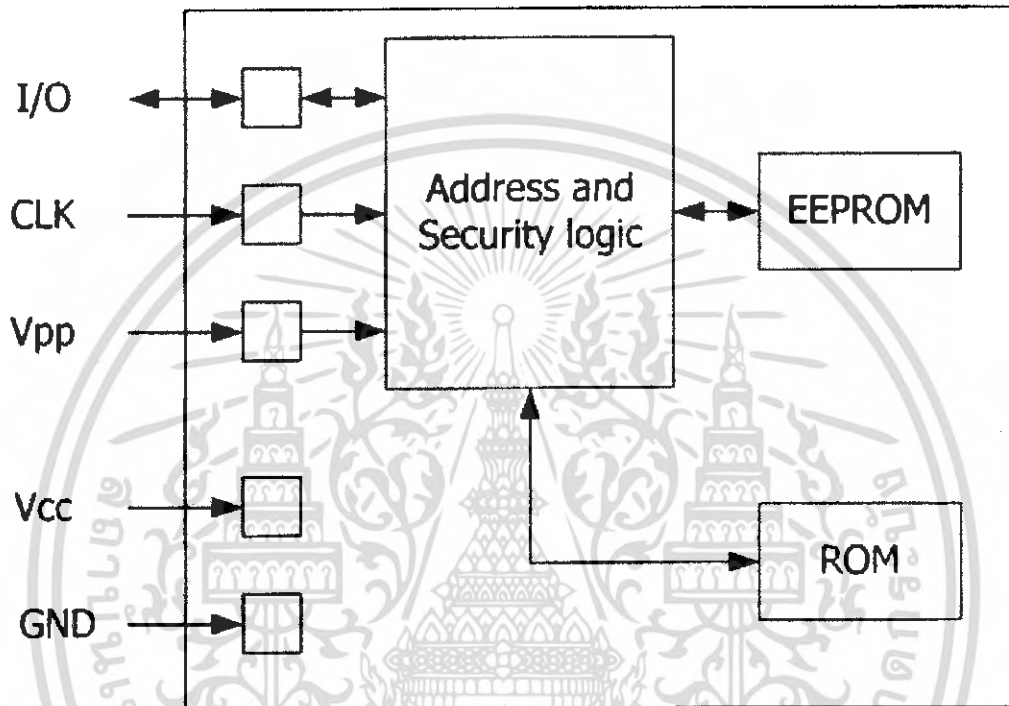 I/O
CLK
Vpp
Vcc
GND
Address and
Security logic
EEPROM
ROM